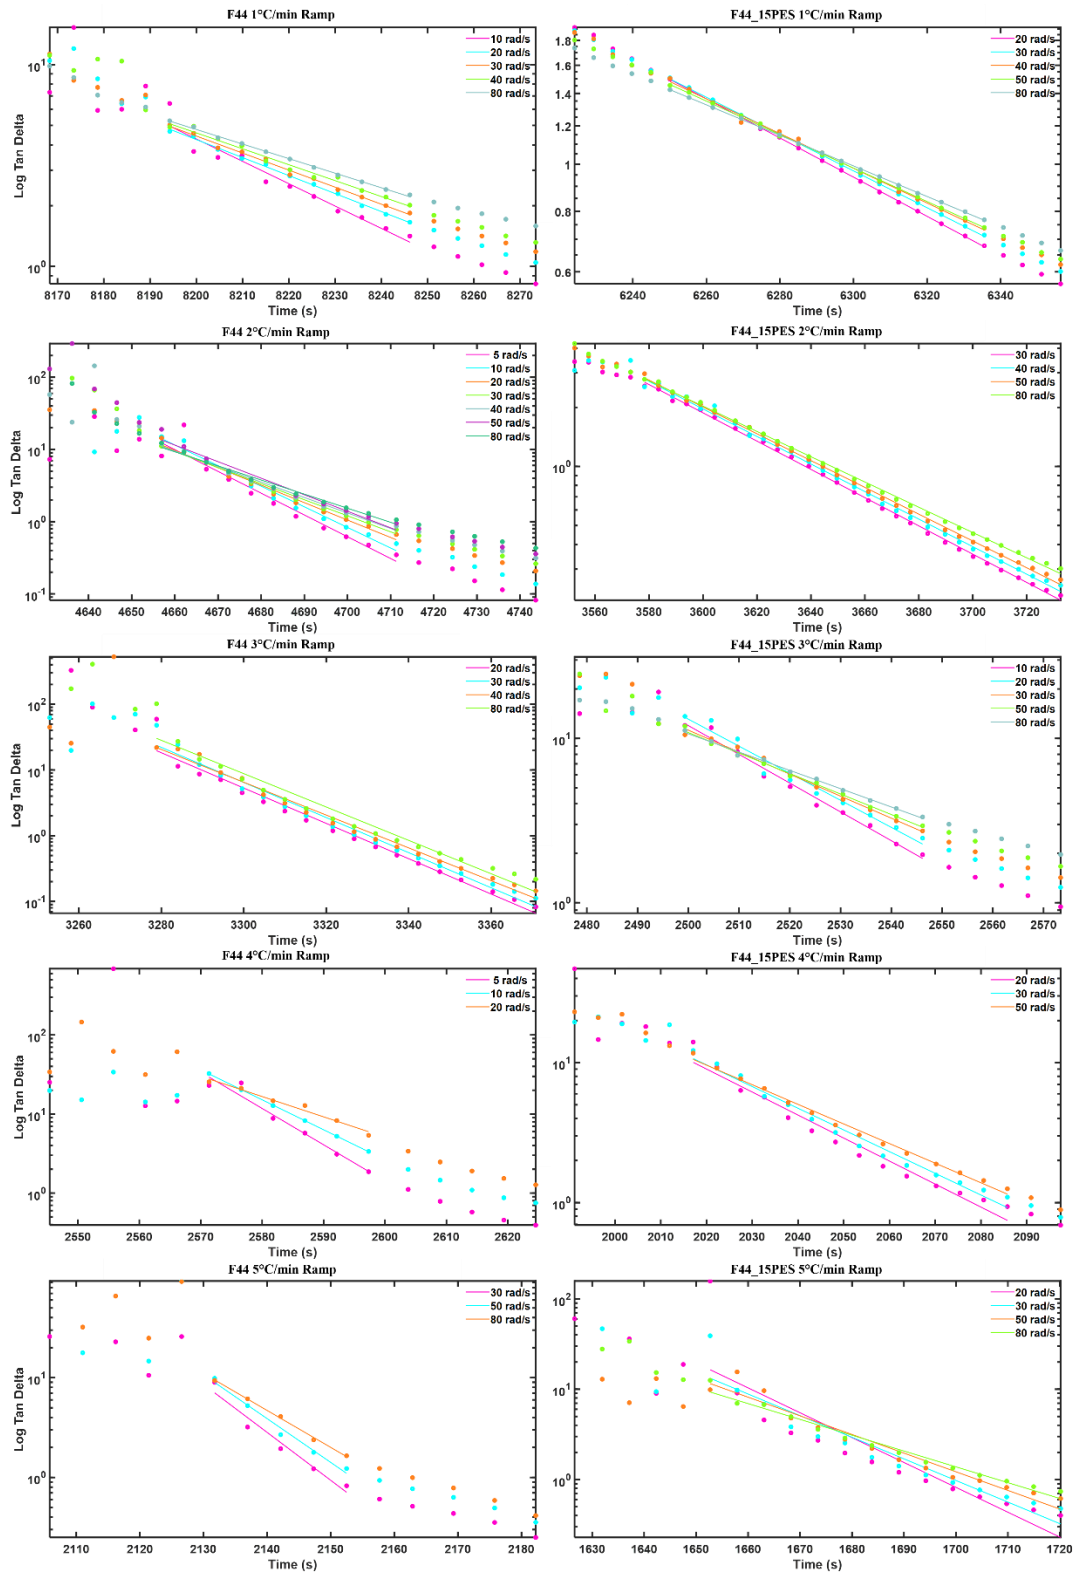 F44 1°C/min Ramp
10 rad/s
20 rad/s
30 rad/s
40 rad/s
80 rad/s
Log Tan Delta
10¹
10⁰
8170 8180 8190 8200 8210 8220 8230 8240 8250 8260 8270
Time (s)
F44_15PES 1°C/min Ramp
20 rad/s
30 rad/s
40 rad/s
50 rad/s
80 rad/s
1.8
1.6
1.4
1.2
1
0.8
0.6
6240 6260 6280 6300 6320 6340
Time (s)
F44 2°C/min Ramp
5 rad/s
10 rad/s
20 rad/s
30 rad/s
40 rad/s
50 rad/s
80 rad/s
Log Tan Delta
10²
10¹
10⁰
10⁻¹
4640 4650 4660 4670 4680 4690 4700 4710 4720 4730 4740
Time (s)
F44_15PES 2°C/min Ramp
30 rad/s
40 rad/s
50 rad/s
80 rad/s
10⁰
3560 3580 3600 3620 3640 3660 3680 3700 3720
Time (s)
F44 3°C/min Ramp
20 rad/s
30 rad/s
40 rad/s
80 rad/s
Log Tan Delta
10²
10¹
10⁰
10⁻¹
3260 3280 3300 3320 3340 3360
Time (s)
F44_15PES 3°C/min Ramp
10 rad/s
20 rad/s
30 rad/s
50 rad/s
80 rad/s
10¹
10⁰
2480 2490 2500 2510 2520 2530 2540 2550 2560 2570
Time (s)
F44 4°C/min Ramp
5 rad/s
10 rad/s
20 rad/s
Log Tan Delta
10²
10¹
10⁰
2550 2560 2570 2580 2590 2600 2610 2620
Time (s)
F44_15PES 4°C/min Ramp
20 rad/s
30 rad/s
50 rad/s
10¹
10⁰
2000 2010 2020 2030 2040 2050 2060 2070 2080 2090
Time (s)
F44 5°C/min Ramp
30 rad/s
50 rad/s
80 rad/s
Log Tan Delta
10¹
10⁰
2110 2120 2130 2140 2150 2160 2170 2180
Time (s)
F44_15PES 5°C/min Ramp
20 rad/s
30 rad/s
50 rad/s
80 rad/s
10²
10¹
10⁰
1630 1640 1650 1660 1670 1680 1690 1700 1710 1720
Time (s)